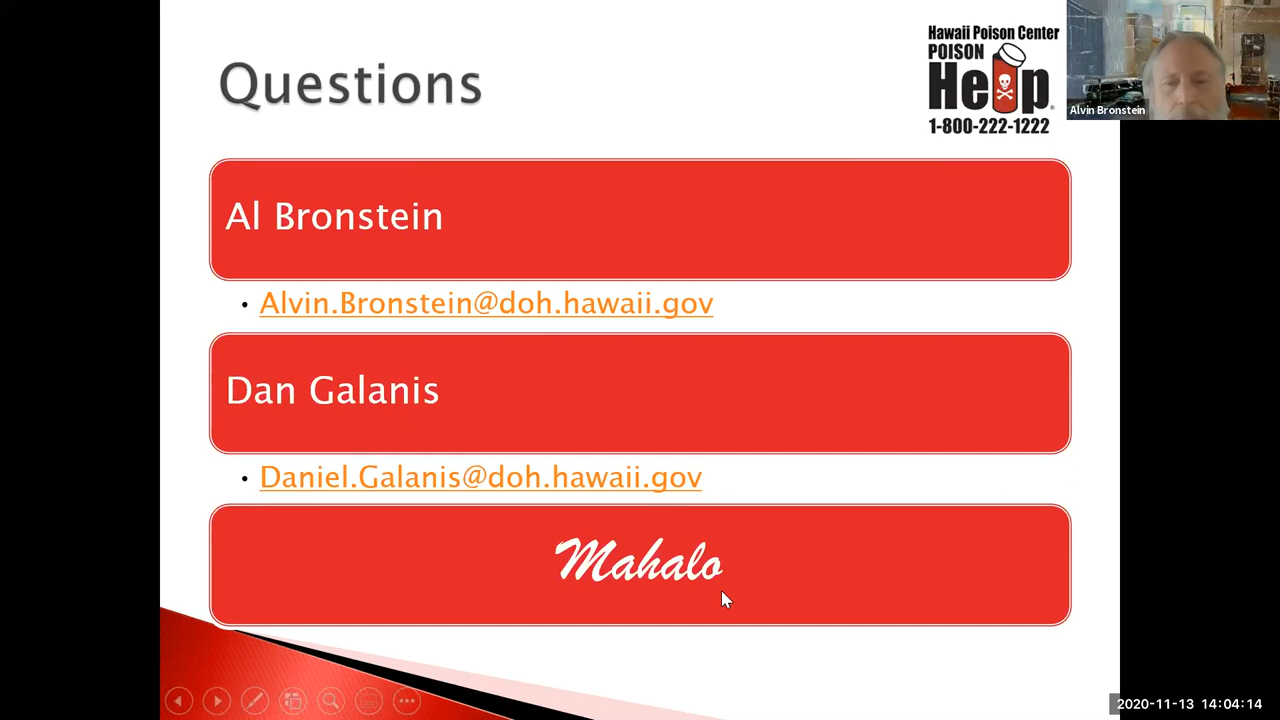 Questions
Hawaii Poison Center
POISON
Help
1-800-222-1222
Alvin Bronstein
Al Bronstein
• Alvin.Bronstein@doh.hawaii.gov
Dan Galanis
• Daniel.Galanis@doh.hawaii.gov
Mahalo
2020-11-13 14:04:14